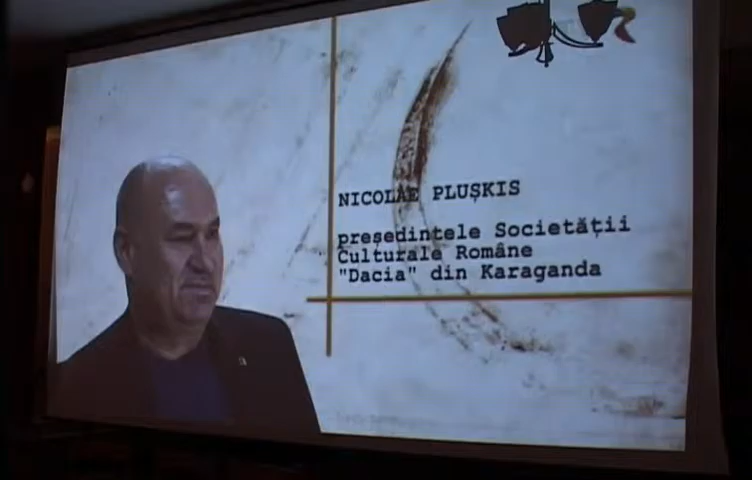 NICOLAE PLUȘKIS
președintele Societății
Culturale Române
"Dacia" din Karaganda